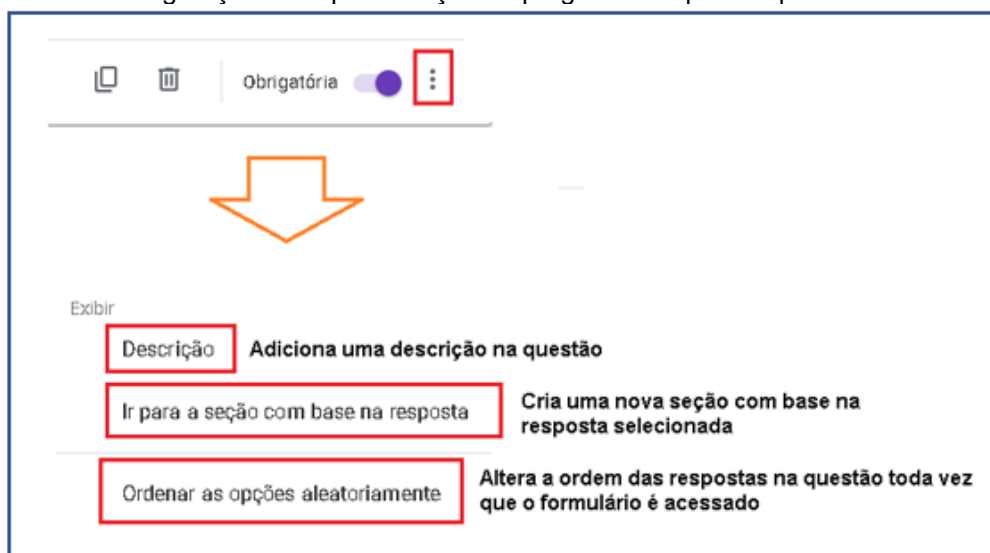 Obrigatória
Exibir
Descrição Adiciona uma descrição na questão
Ir para a seção com base na resposta Cria uma nova seção com base na
resposta selecionada
Ordenar as opções aleatoriamente Altera a ordem das respostas na questão toda vez
que o formulário é acessado